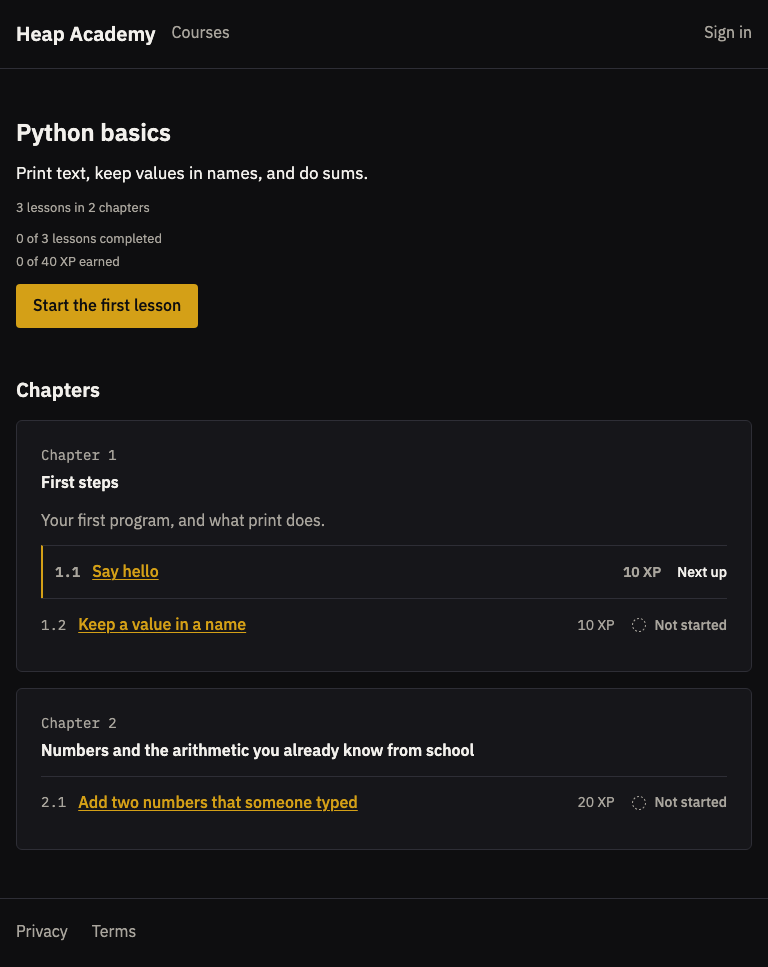 Heap Academy Courses Sign in
Python basics
Print text, keep values in names, and do sums.
3 lessons in 2 chapters
0 of 3 lessons completed
0 of 40 XP earned
Start the first lesson
Chapters
Chapter 1
First steps
Your first program, and what print does.
1.1 Say hello 10 XP Next up
1.2 Keep a value in a name 10 XP Not started
Chapter 2
Numbers and the arithmetic you already know from school
2.1 Add two numbers that someone typed 20 XP Not started
Privacy Terms